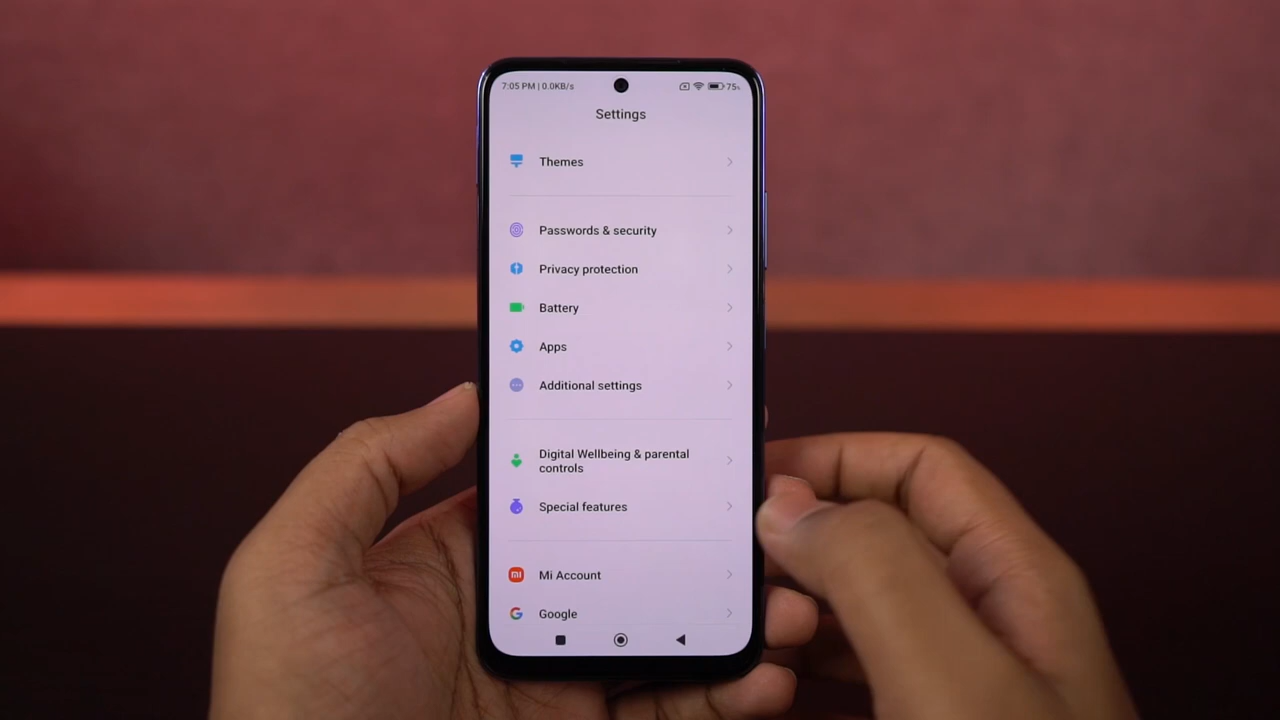 7:05 PM | 0.0KB/s 75%
Settings
Themes
Passwords & security
Privacy protection
Battery
Apps
Additional settings
Digital Wellbeing & parental
controls
Special features
Mi Account
Google